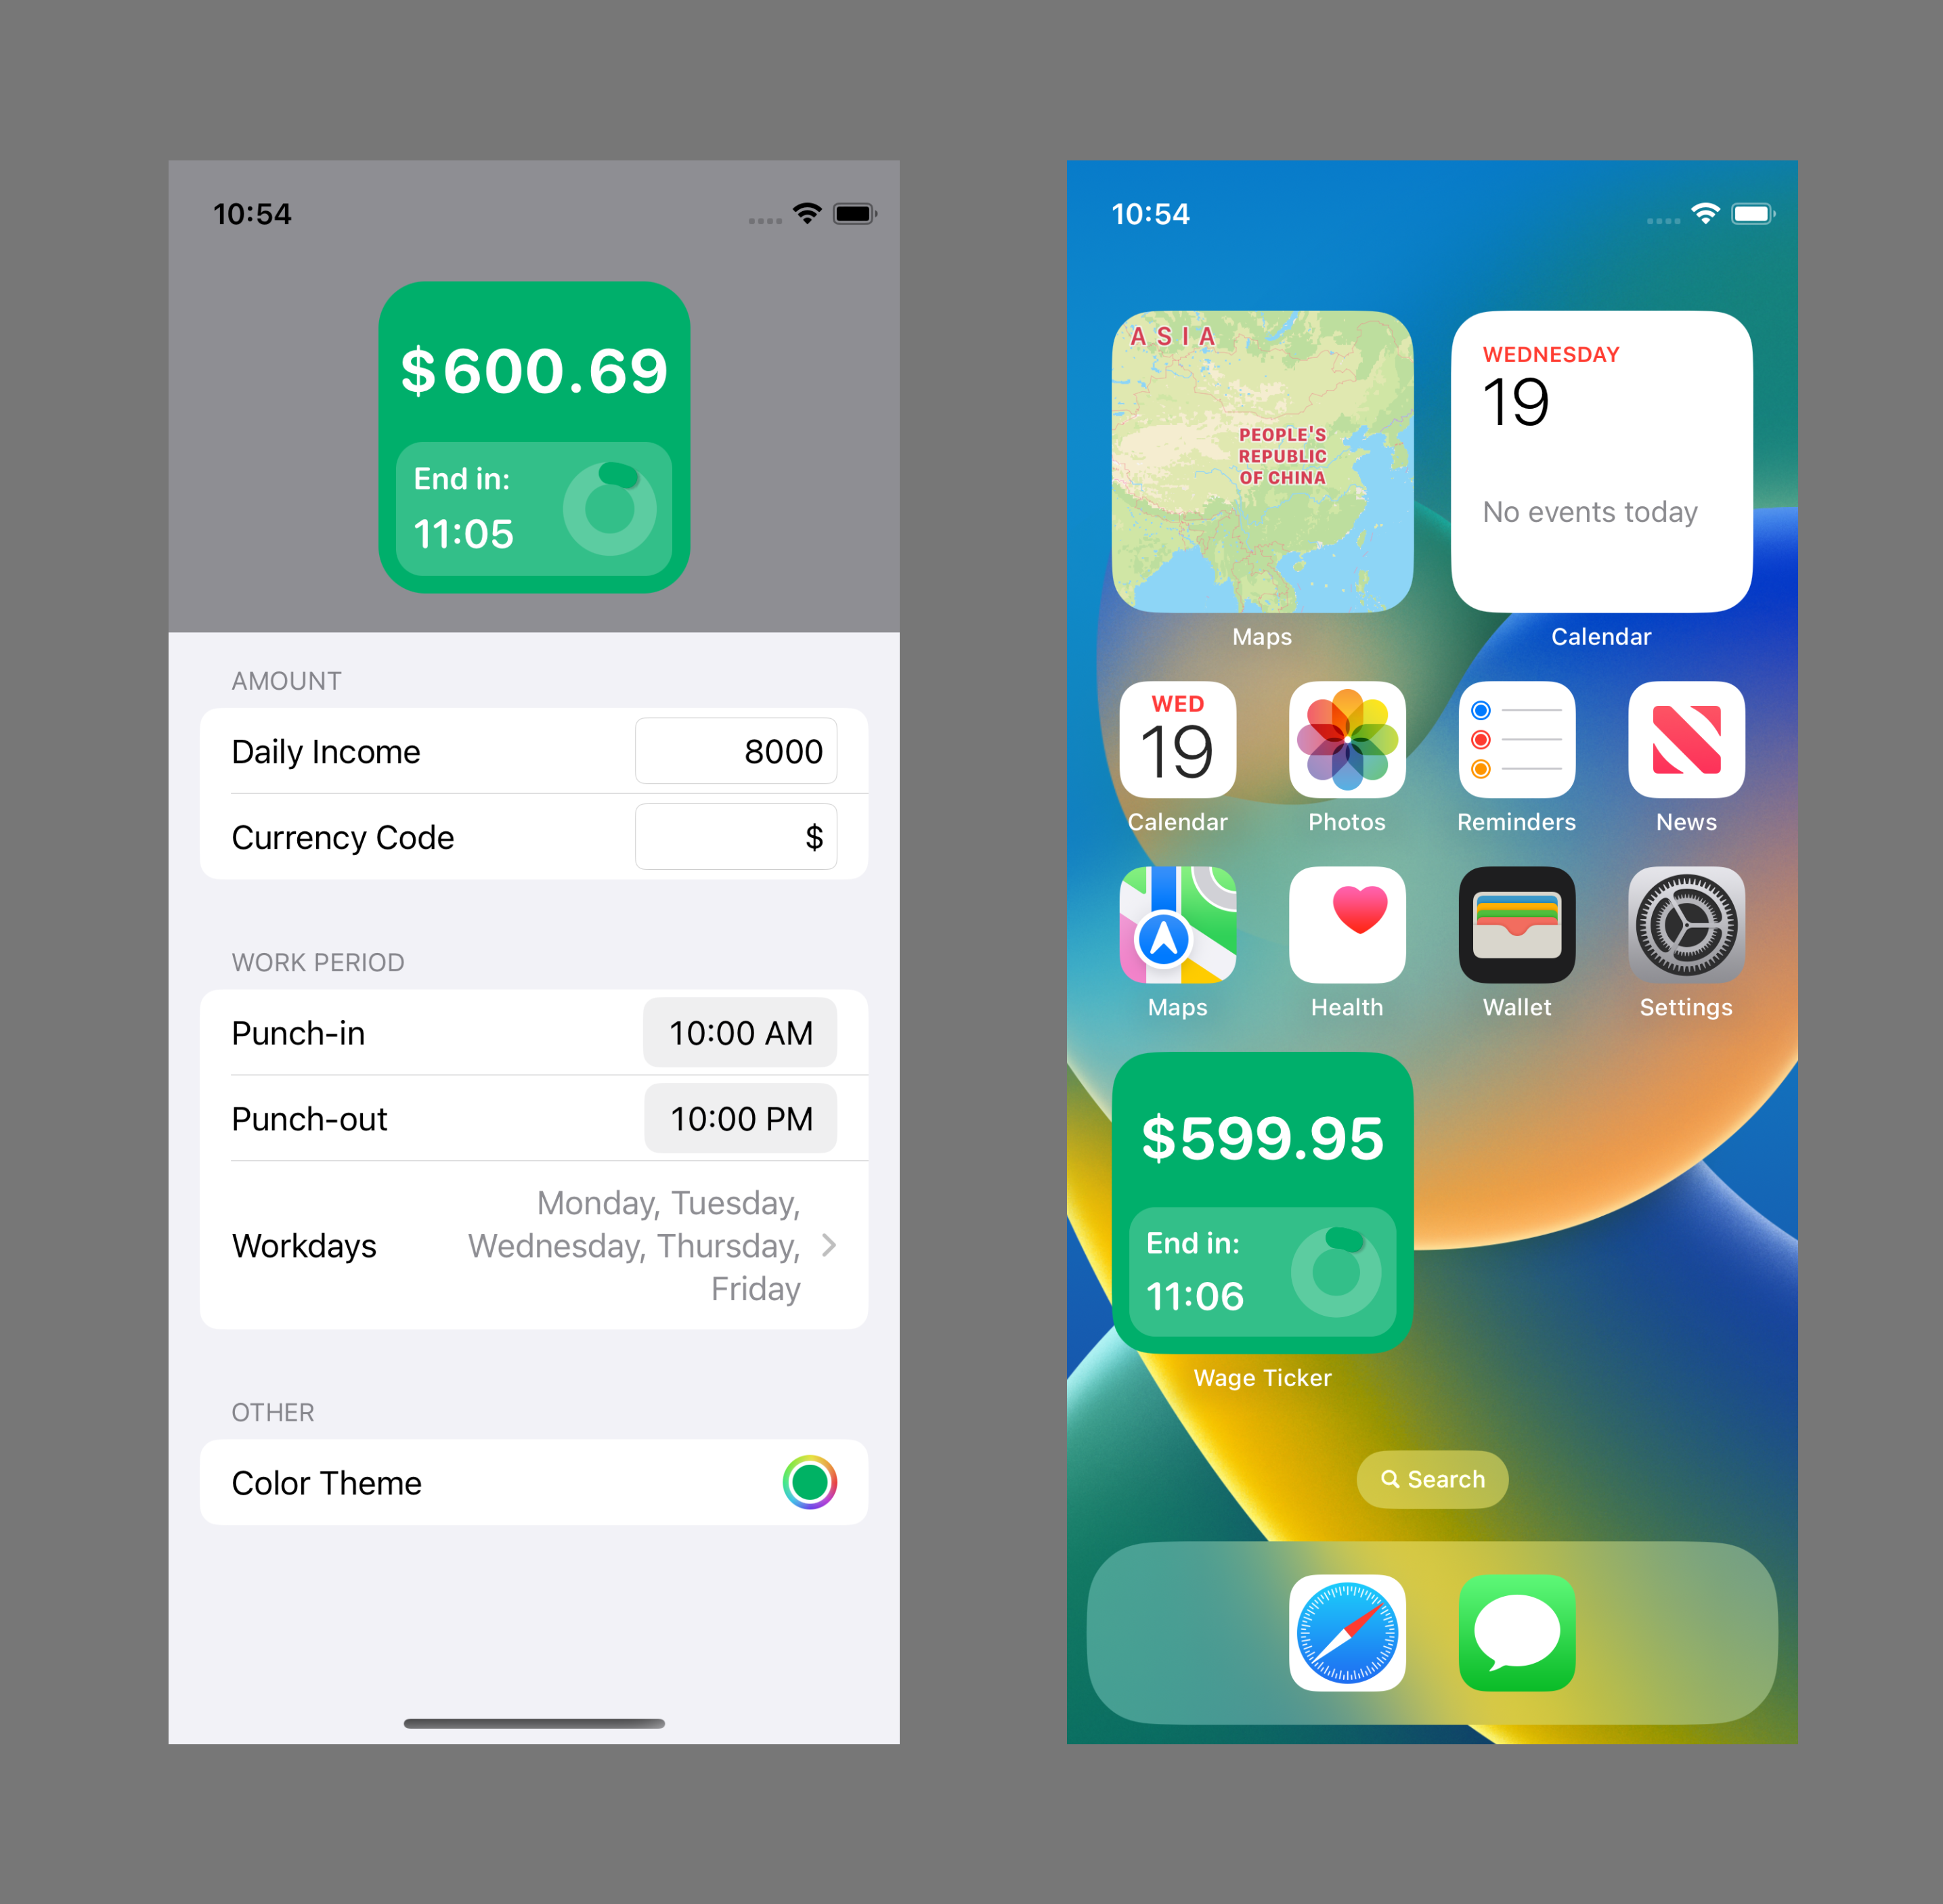 10:54
$600.69
End in:
11:05
AMOUNT
Daily Income 8000
Currency Code $
WORK PERIOD
Punch-in 10:00 AM
Punch-out 10:00 PM
Workdays Monday, Tuesday,
Wednesday, Thursday,
Friday
OTHER
Color Theme
10:54
ASIA
PEOPLE'S
REPUBLIC
OF CHINA
Maps
WEDNESDAY
19
No events today
Calendar
WED
19
Calendar Photos Reminders News
Maps Health Wallet Settings
$599.95
End in:
11:06
Wage Ticker
Search